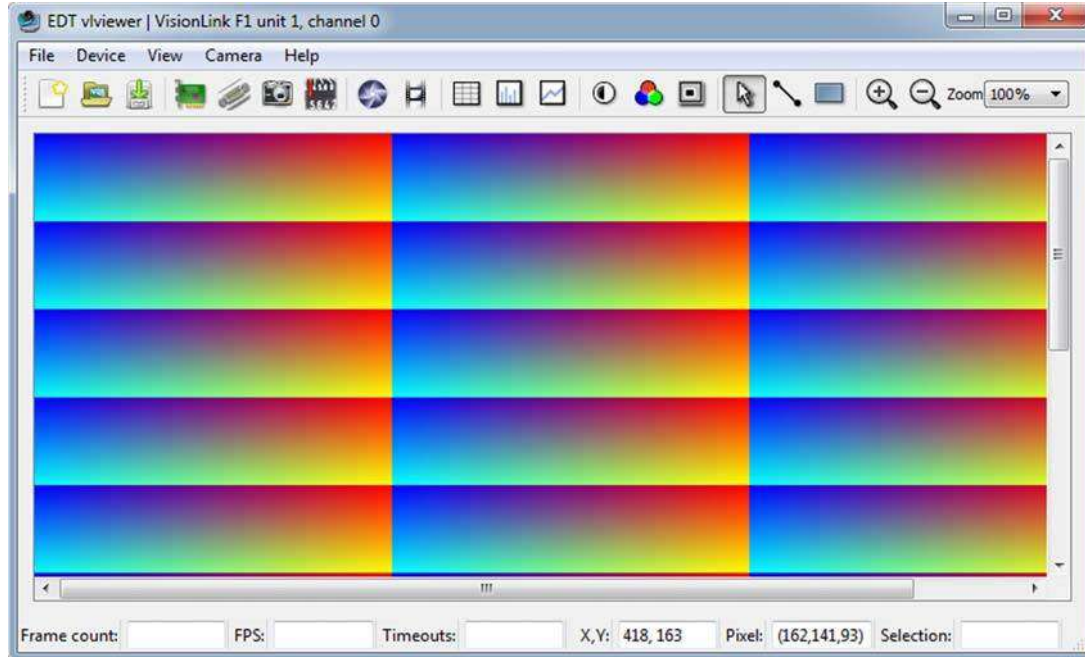 EDT vlviewer | VisionLink F1 unit 1, channel 0
File Device View Camera Help
Zoom 100%
Frame count: FPS: Timeouts: X,Y: 418, 163 Pixel: (162,141,93) Selection: